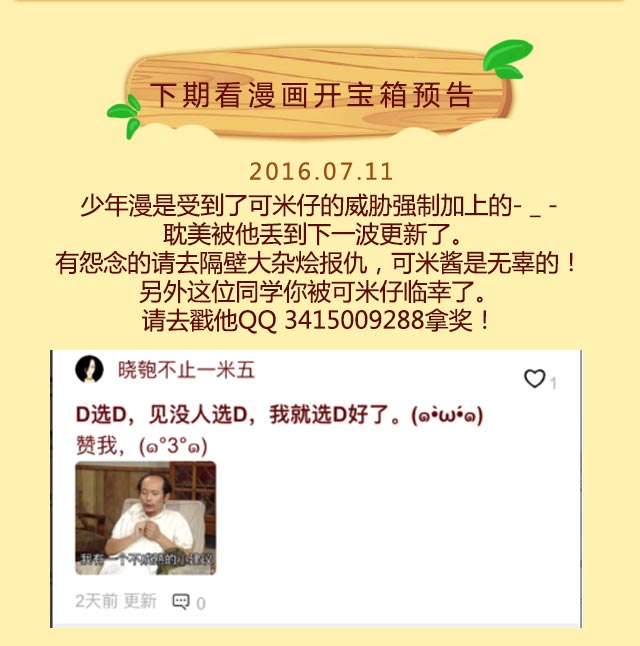 下期看漫画开宝箱预告
2016.07.11
少年漫是受到了可米仔的威胁强制加上的-_-
耽美被他丢到下一波更新了。
有怨念的请去隔壁大杂烩报仇，可米酱是无辜的！
另外这位同学你被可米仔临幸了。
请去戳他QQ 3415009288拿奖！
晓匏不止一米五
1
D选D，见没人选D，我就选D好了。(๑•̀ω•́๑)
赞我，(๑°3°๑)
我有一个不成熟的小建议
2天前 更新
0